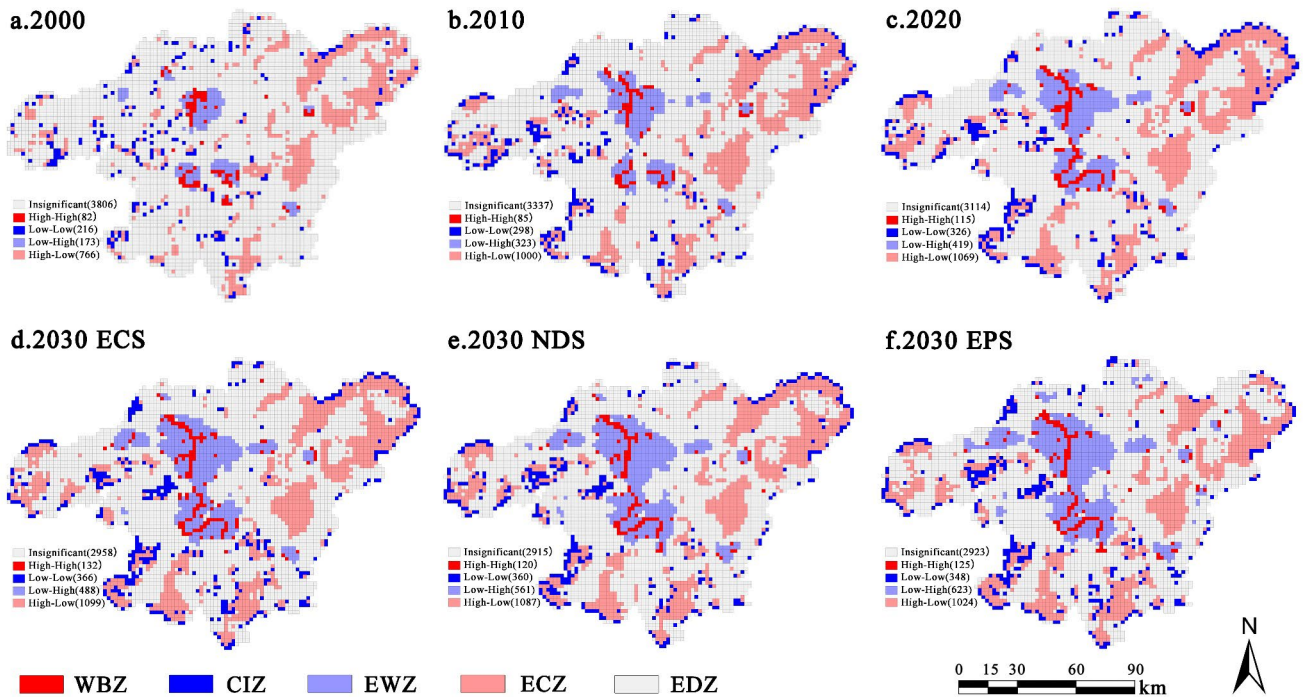 a.2000
Insignificant(3806)
High-High(82)
Low-Low(216)
Low-High(173)
High-Low(766)
b.2010
Insignificant(3337)
High-High(85)
Low-Low(298)
Low-High(323)
High-Low(1000)
c.2020
Insignificant(3114)
High-High(115)
Low-Low(326)
Low-High(419)
High-Low(1069)
d.2030 ECS
Insignificant(2958)
High-High(132)
Low-Low(366)
Low-High(488)
High-Low(1099)
e.2030 NDS
Insignificant(2915)
High-High(120)
Low-Low(360)
Low-High(561)
High-Low(1087)
f.2030 EPS
Insignificant(2923)
High-High(125)
Low-Low(348)
Low-High(623)
High-Low(1024)
WBZ CIZ EWZ ECZ EDZ
0 15 30 60 90 km
N